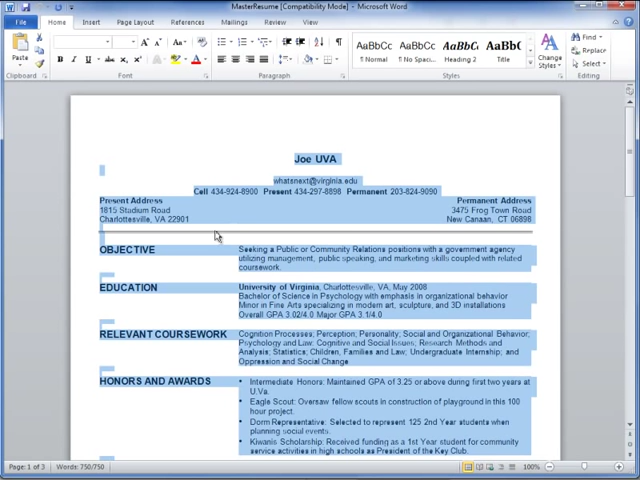 MasterResume [Compatibility Mode] - Microsoft Word
File Home Insert Page Layout References Mailings Review View
Paste
Clipboard
B I U
Font
Paragraph
AaBbCc AaBbCc AaBbCc AaBb(
¶ Normal ¶ No Spaci... Heading 2 Title
Change
Styles
Styles
Find
Replace
Select
Editing
Joe UVA
whatsnext@virginia.edu
Cell 434-924-8900 Present 434-297-8898 Permanent 203-824-9090
Present Address Permanent Address
1815 Stadium Road 3475 Frog Town Road
Charlottesville, VA 22901 New Canaan, CT 06898
OBJECTIVE Seeking a Public or Community Relations positions with a government agency
utilizing management, public speaking, and marketing skills coupled with related
coursework.
EDUCATION University of Virginia, Charlottesville, VA, May 2008
Bachelor of Science in Psychology with emphasis in organizational behavior
Minor in Fine Arts specializing in modern art, sculpture, and 3D installations
Overall GPA 3.02/4.0 Major GPA 3.1/4.0
RELEVANT COURSEWORK Cognition Processes; Perception; Personality; Social and Organizational Behavior;
Psychology and Law: Cognitive and Social Issues; Research Methods and
Analysis; Statistics; Children, Families and Law; Undergraduate Internship; and
Oppression and Social Change
HONORS AND AWARDS • Intermediate Honors: Maintained GPA of 3.25 or above during first two years at
U.Va.
• Eagle Scout: Oversaw fellow scouts in construction of playground in this 100
hour project.
• Dorm Representative: Selected to represent 125 2nd Year students when
planning social events.
• Kiwanis Scholarship: Received funding as a 1st Year student for community
service activities in high schools as President of the Key Club.
Page: 1 of 3 Words: 750/750 100%